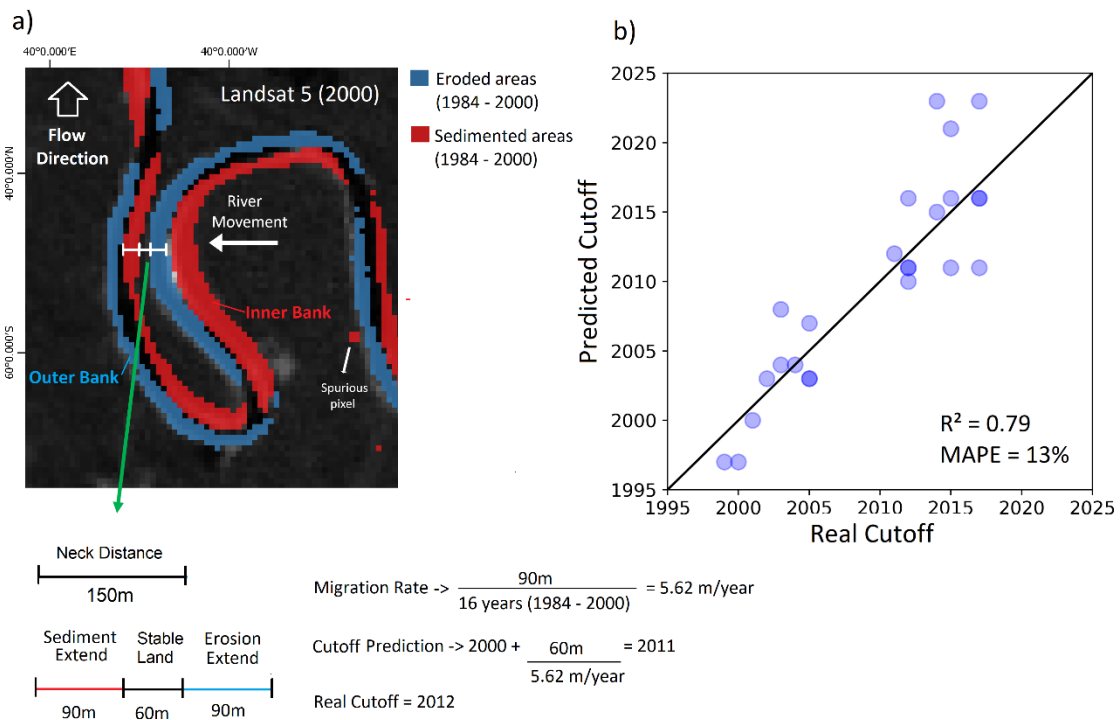 a)
40°0.000'E
40°0.000'W
Landsat 5 (2000)
Flow
Direction
40°0.000'N
60°0.000'S
River
Movement
Inner Bank
Outer Bank
Spurious
pixel
Eroded areas
(1984 - 2000)
Sedimented areas
(1984 - 2000)
b)
2025
2020
2015
2010
2005
2000
1995
Predicted Cutoff
R² = 0.79
MAPE = 13%
1995
2000
2005
2010
2015
2020
2025
Real Cutoff
Neck Distance
150m
Sediment
Extend
Stable
Land
Erosion
Extend
90m
60m
90m
Migration Rate -> 90m / 16 years (1984 - 2000) = 5.62 m/year
Cutoff Prediction -> 2000 + 60m / 5.62 m/year = 2011
Real Cutoff = 2012